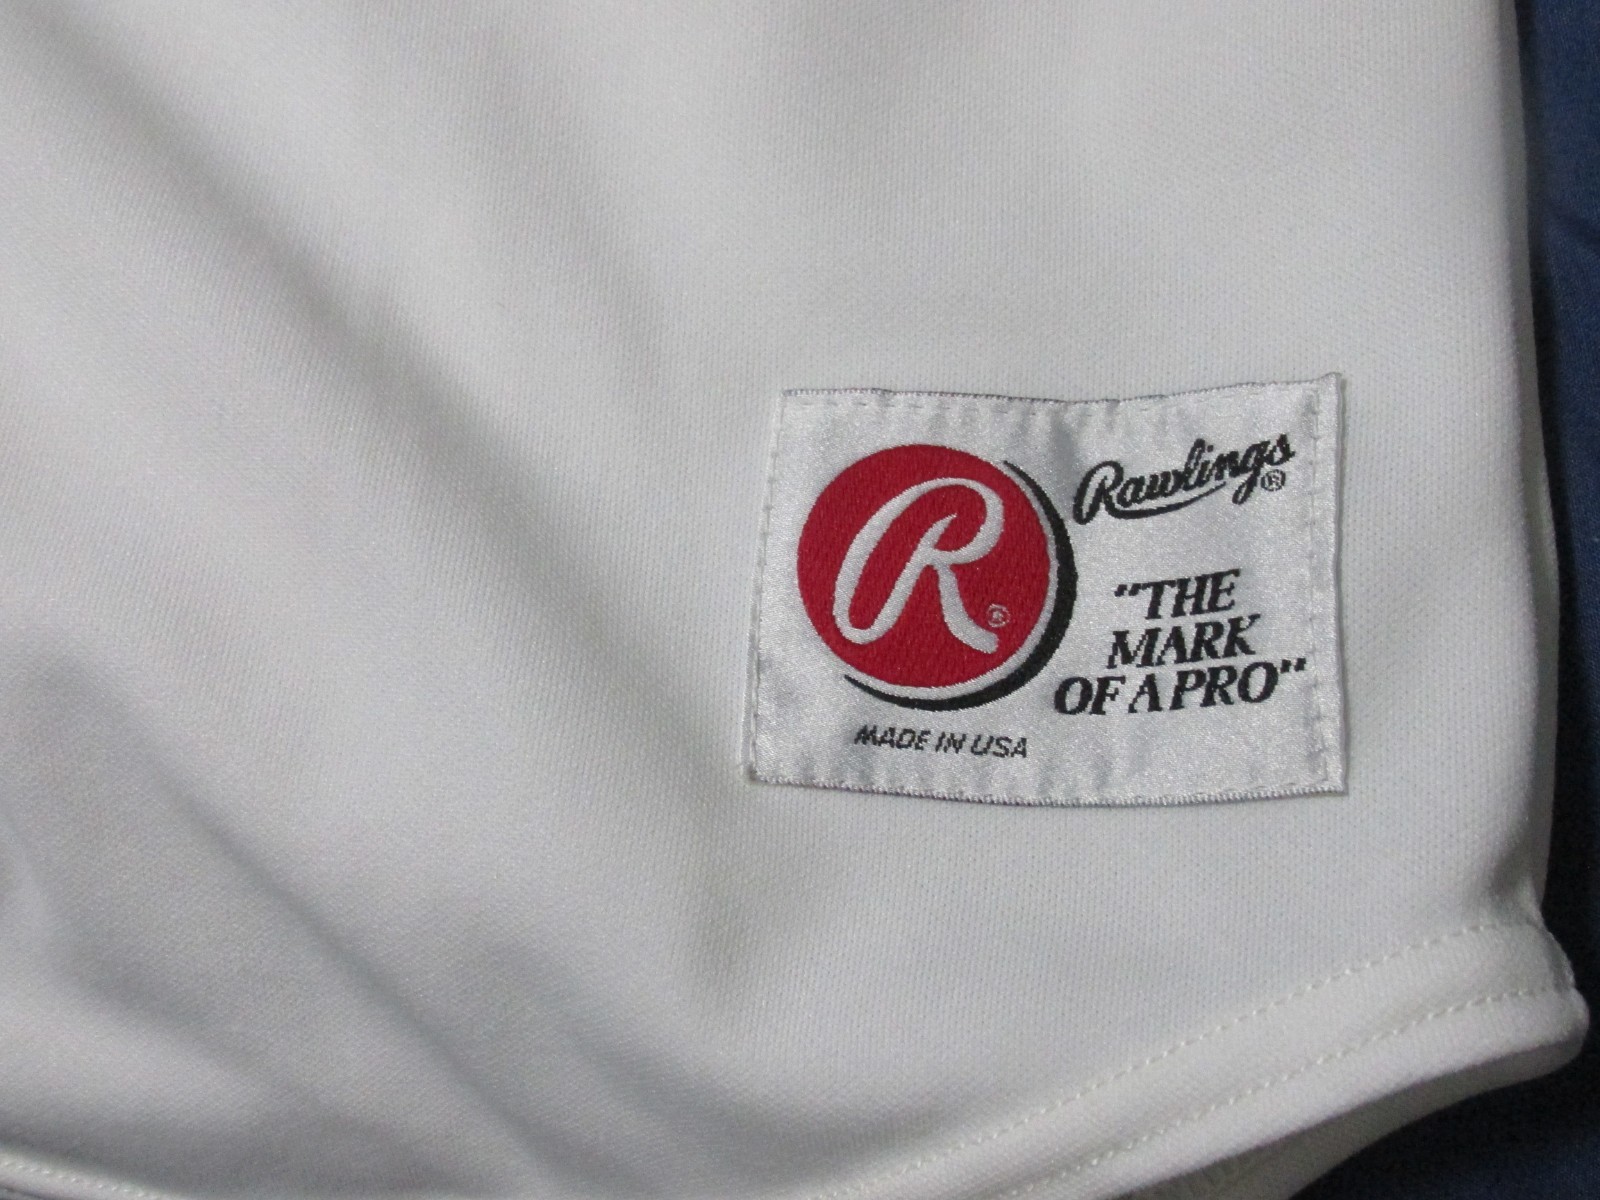 R®
Rawlings®
"THE
MARK
OF A PRO"
MADE IN USA